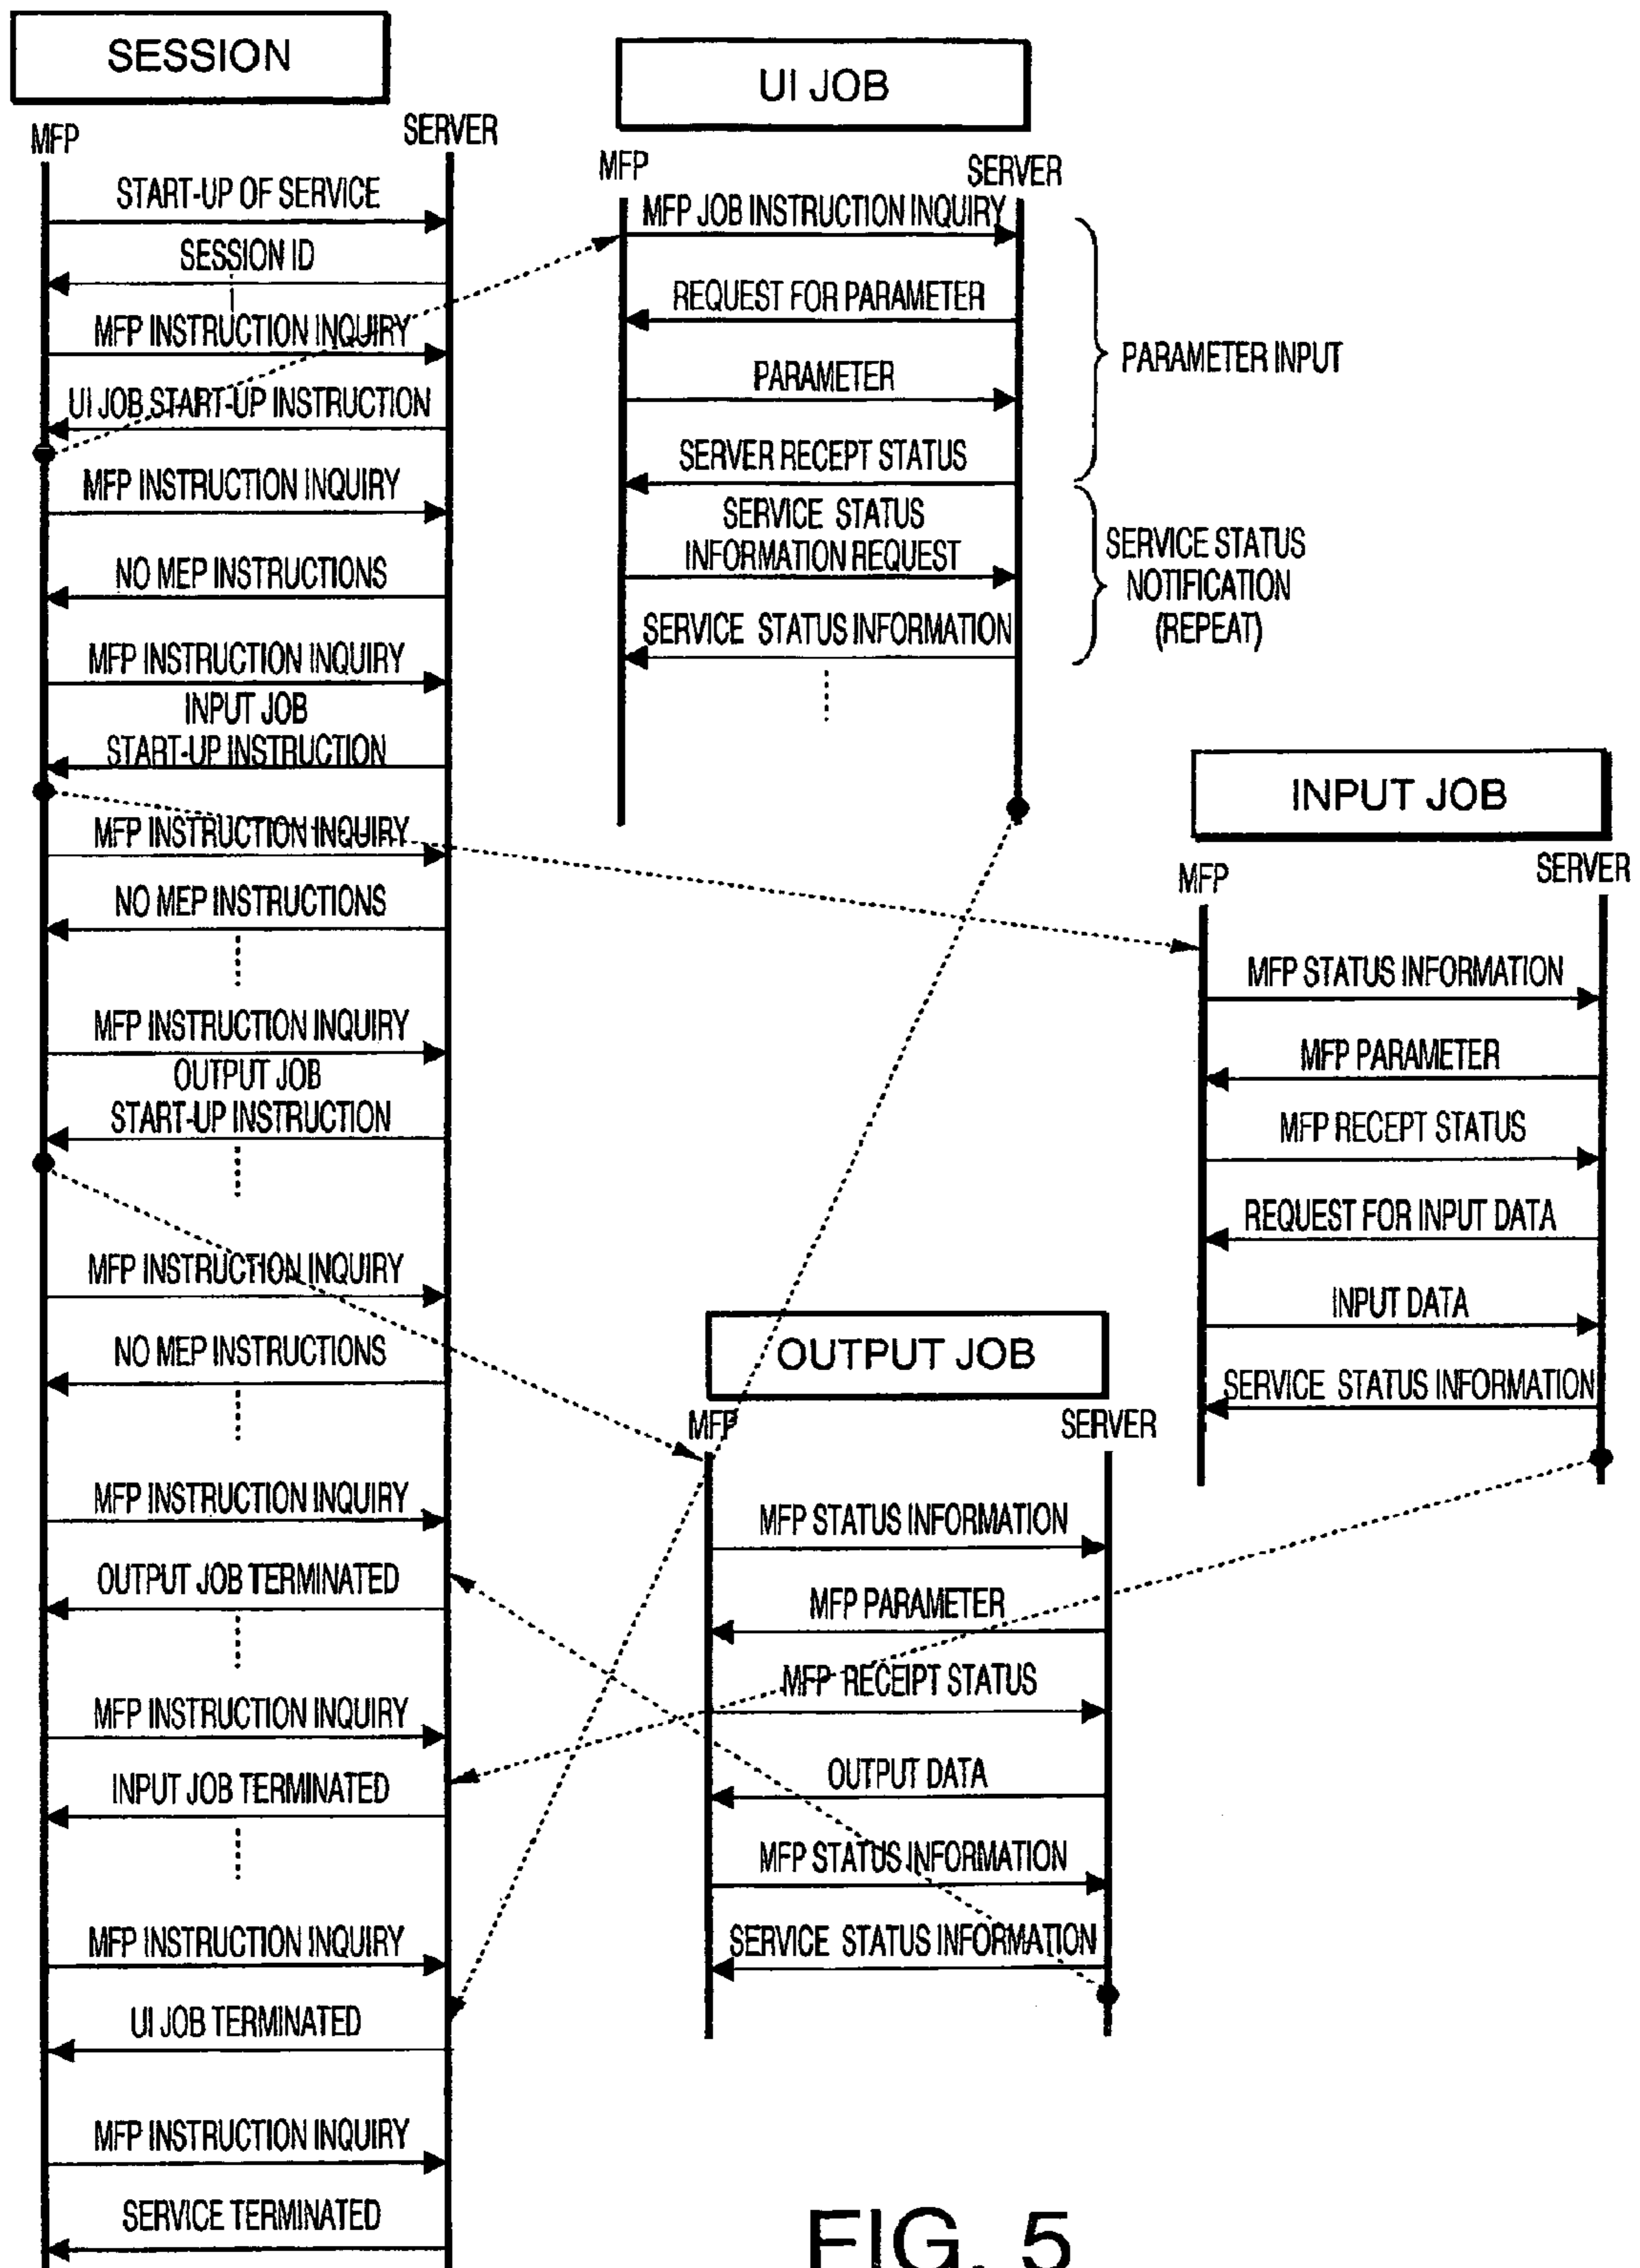 SESSION
MFP
SERVER
START-UP OF SERVICE
SESSION ID
MFP INSTRUCTION INQUIRY
UI JOB START-UP INSTRUCTION
MFP INSTRUCTION INQUIRY
NO MEP INSTRUCTIONS
MFP INSTRUCTION INQUIRY
INPUT JOB
START-UP INSTRUCTION
MFP INSTRUCTION INQUIRY
NO MEP INSTRUCTIONS
MFP INSTRUCTION INQUIRY
OUTPUT JOB
START-UP INSTRUCTION
MFP INSTRUCTION INQUIRY
NO MEP INSTRUCTIONS
MFP INSTRUCTION INQUIRY
OUTPUT JOB TERMINATED
MFP INSTRUCTION INQUIRY
INPUT JOB TERMINATED
MFP INSTRUCTION INQUIRY
UI JOB TERMINATED
MFP INSTRUCTION INQUIRY
SERVICE TERMINATED
UI JOB
MFP
SERVER
MFP JOB INSTRUCTION INQUIRY
REQUEST FOR PARAMETER
PARAMETER
SERVER RECEPT STATUS
SERVICE STATUS
INFORMATION REQUEST
SERVICE STATUS INFORMATION
PARAMETER INPUT
SERVICE STATUS
NOTIFICATION
(REPEAT)
INPUT JOB
MFP
SERVER
MFP STATUS INFORMATION
MFP PARAMETER
MFP RECEPT STATUS
REQUEST FOR INPUT DATA
INPUT DATA
SERVICE STATUS INFORMATION
OUTPUT JOB
MFP
SERVER
MFP STATUS INFORMATION
MFP PARAMETER
MFP RECEIPT STATUS
OUTPUT DATA
MFP STATUS INFORMATION
SERVICE STATUS INFORMATION
FIG. 5